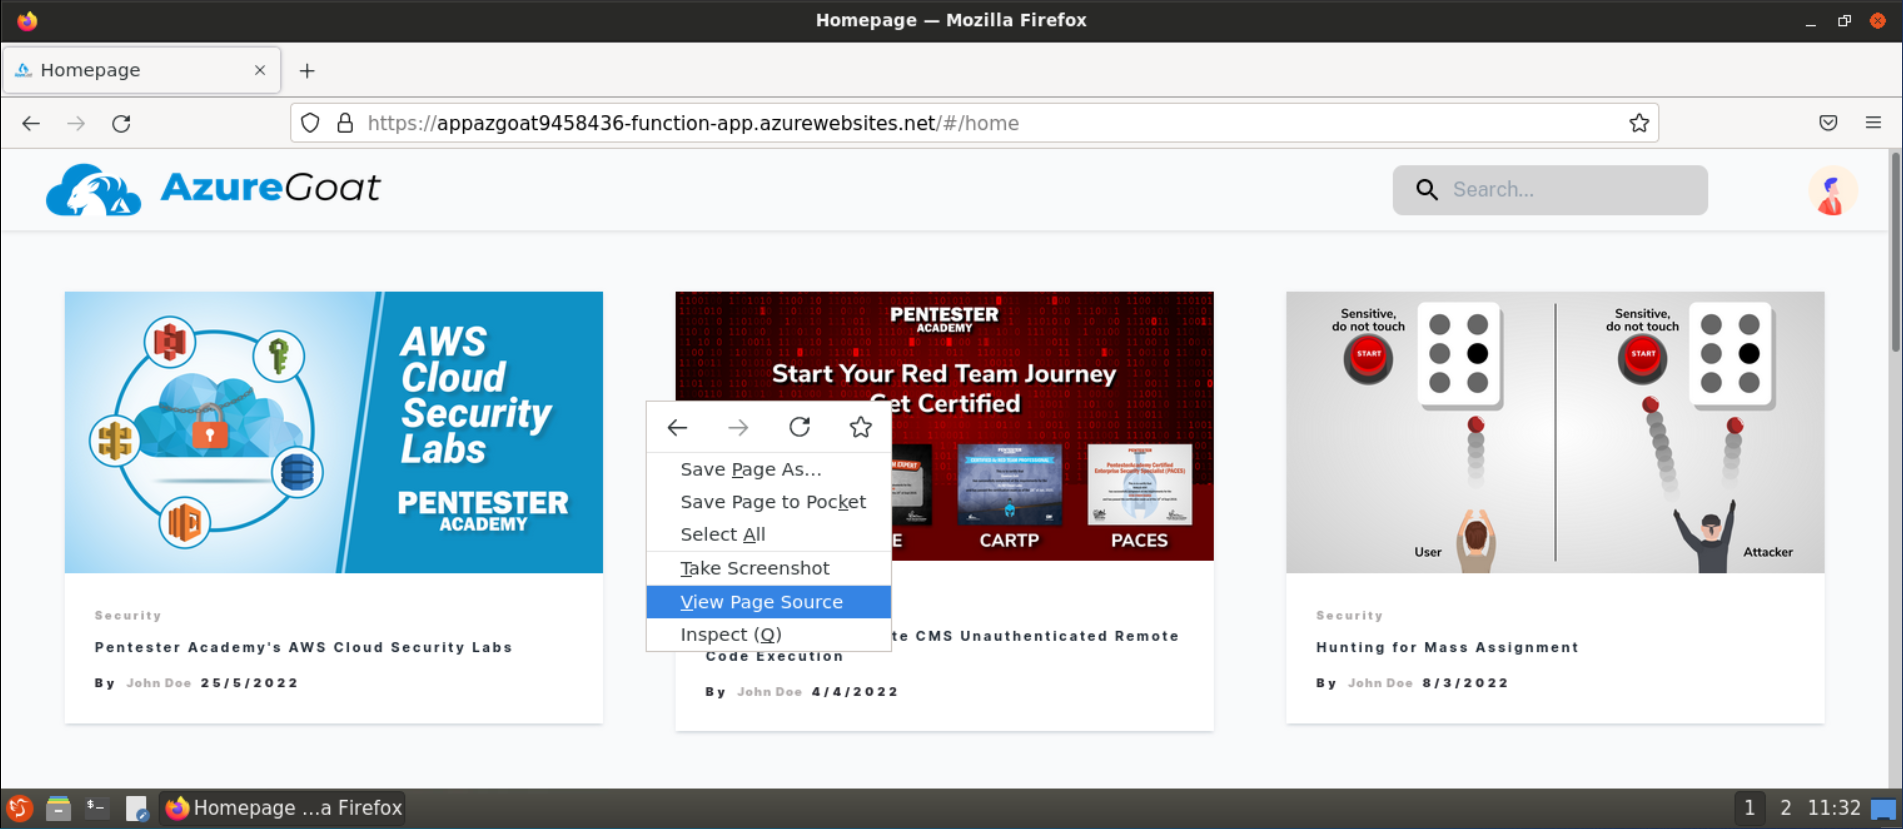 Homepage — Mozilla Firefox
Homepage
https://appazgoat9458436-function-app.azurewebsites.net/#/home
AzureGoat
Search...
AWS
Cloud
Security
Labs
PENTESTER
ACADEMY
Security
Pentester Academy's AWS Cloud Security Labs
By John Doe 25/5/2022
PENTESTER
ACADEMY
Start Your Red Team Journey
Get Certified
E
CARTP
PACES
te CMS Unauthenticated Remote
Code Execution
By John Doe 4/4/2022
Save Page As…
Save Page to Pocket
Select All
Take Screenshot
View Page Source
Inspect (Q)
Sensitive,
do not touch
START
User
Sensitive,
do not touch
START
Attacker
Security
Hunting for Mass Assignment
By John Doe 8/3/2022
Homepage ...a Firefox
1
2
11:32